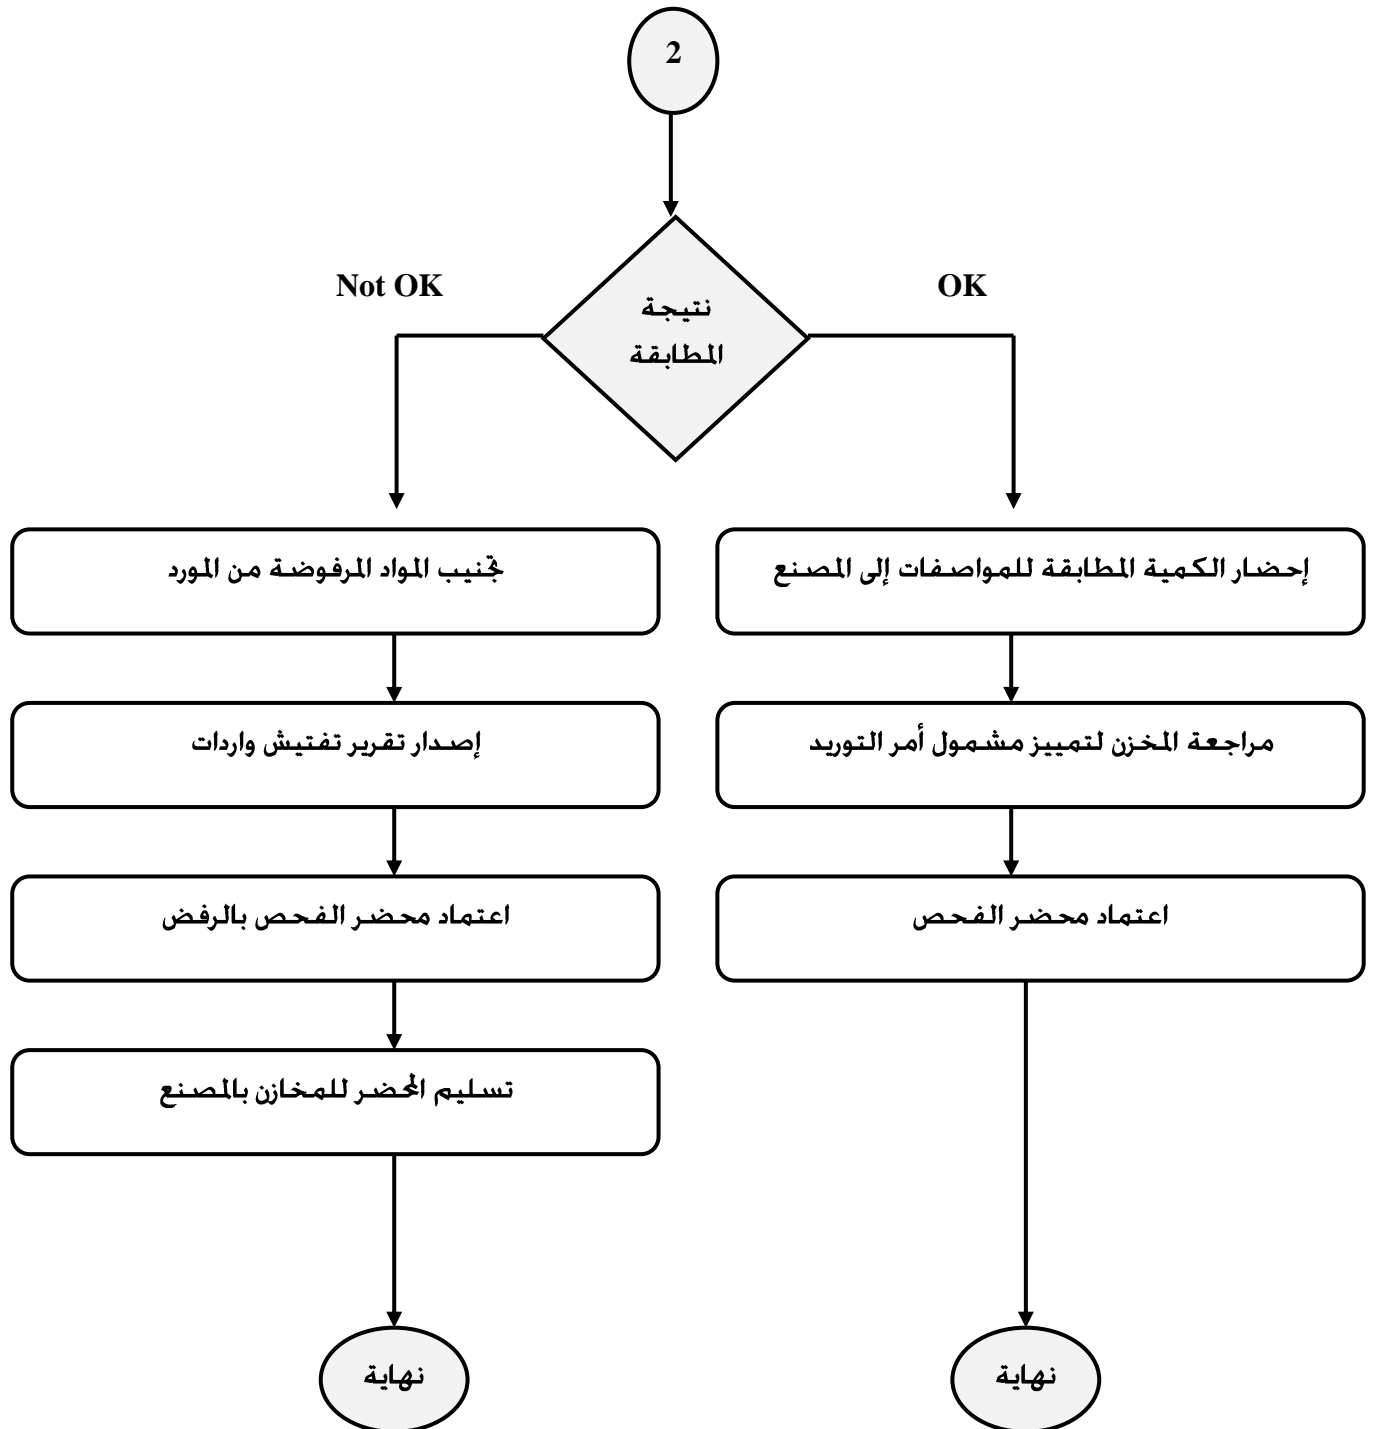 2
Not OK
OK
نتيجة
المطابقة
إحضار الكمية المطابقة للمواصفات إلى المصنع
تجنيب المواد المرفوضة من المورد
مراجعة المخزن لتمييز مشمول أمر التوريد
إصدار تقرير تفتيش واردات
اعتماد محضر الفحص
اعتماد محضر الفحص بالرفض
تسليم المحضر للمخازن بالمصنع
نهاية
نهاية